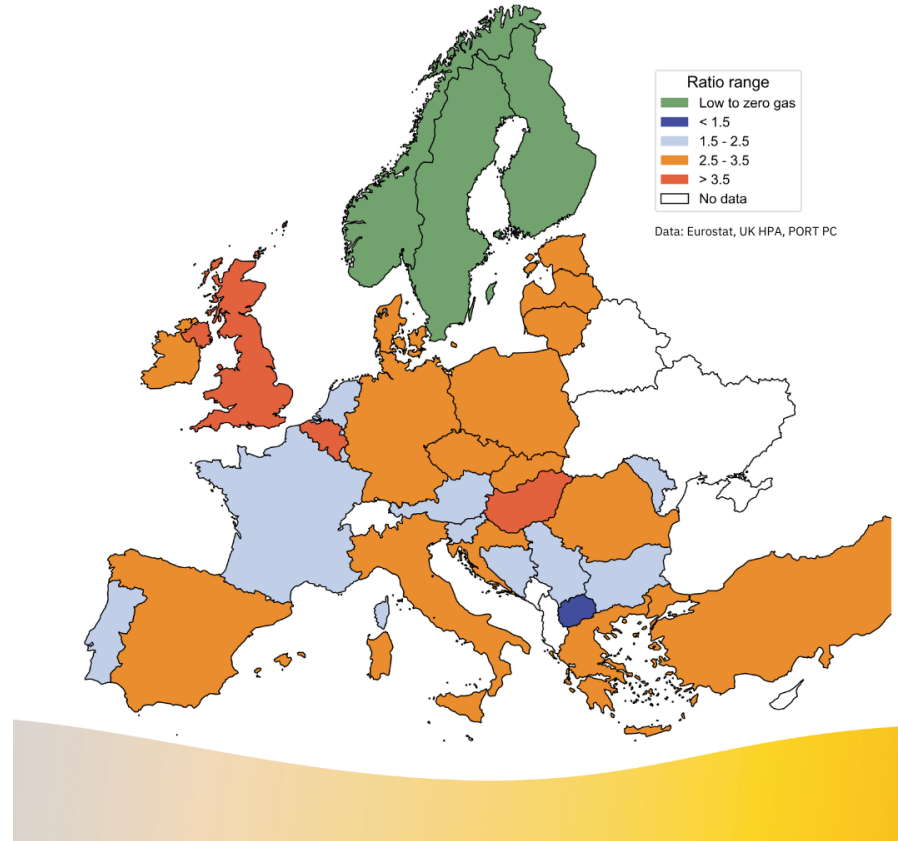 Ratio range
Low to zero gas
< 1.5
1.5 - 2.5
2.5 - 3.5
> 3.5
No data
Data: Eurostat, UK HPA, PORT PC